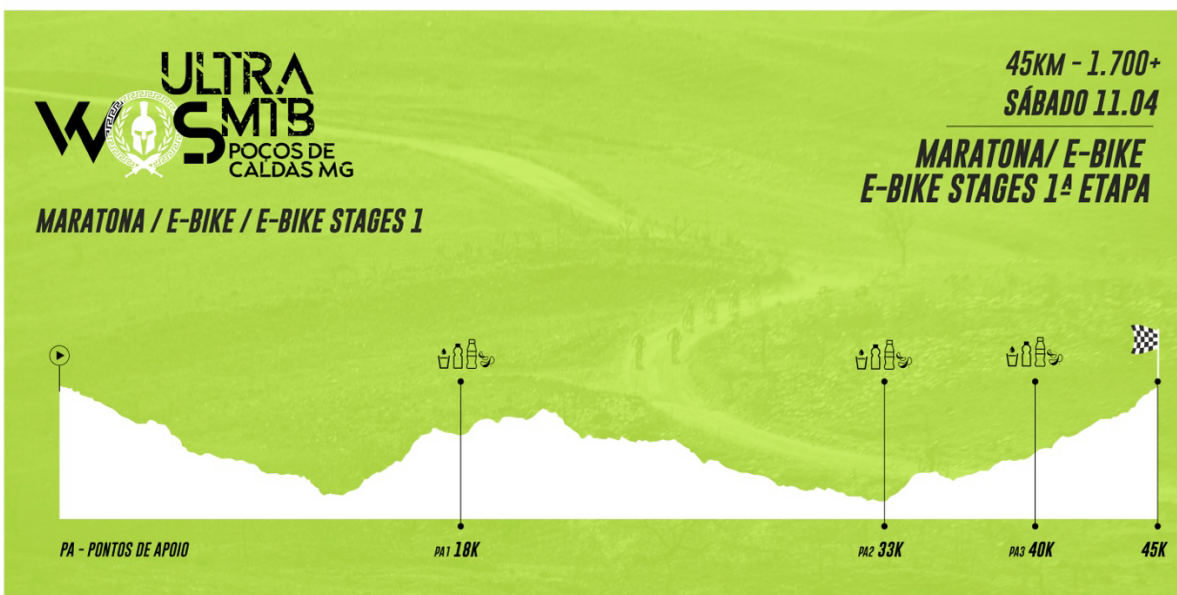 ULTRA
WOS MTB
POÇOS DE
CALDAS MG
MARATONA / E-BIKE / E-BIKE STAGES 1
45KM - 1.700+
SÁBADO 11.04
MARATONA/ E-BIKE
E-BIKE STAGES 1ª ETAPA
PA - PONTOS DE APOIO
PA1 18K
PA2 33K
PA3 40K
45K